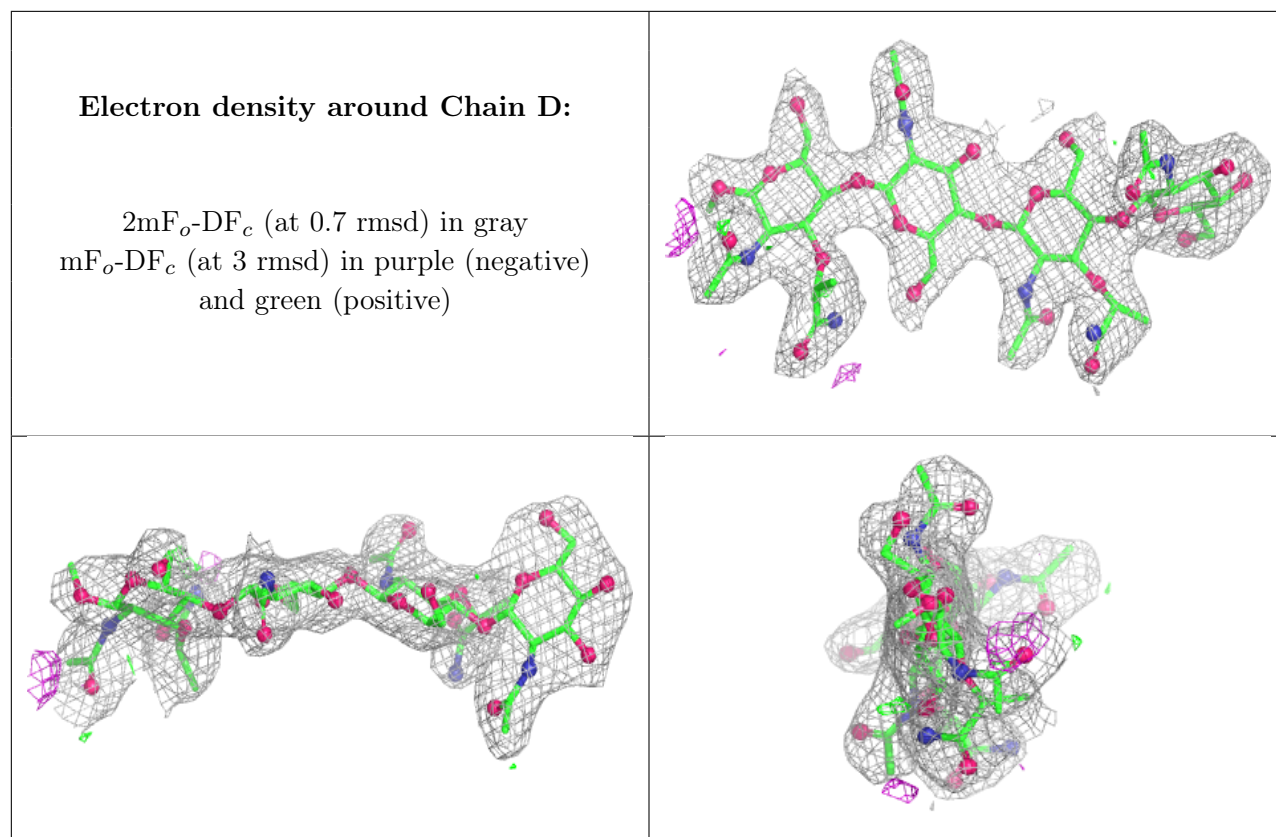 Electron density around Chain D:
2mFₒ-DF𝒸 (at 0.7 rmsd) in gray
mFₒ-DF𝒸 (at 3 rmsd) in purple (negative)
and green (positive)